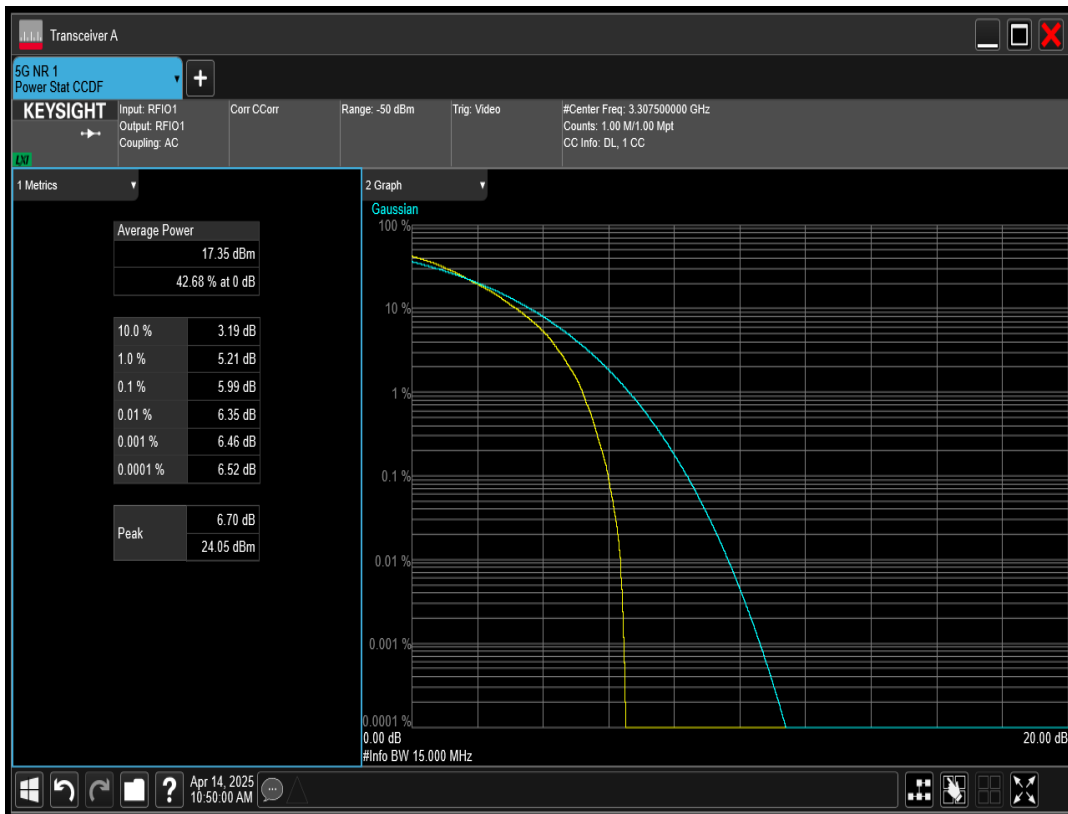 Transceiver A
5G NR 1
Power Stat CCDF
+
KEYSIGHT
LXI
Input: RFIO1
Output: RFIO1
Coupling: AC
Corr CCorr
Range: -50 dBm
Trig: Video
#Center Freq: 3.307500000 GHz
Counts: 1.00 M/1.00 Mpt
CC Info: DL, 1 CC
1 Metrics
Average Power
17.35 dBm
42.68 % at 0 dB
10.0 % 3.19 dB
1.0 % 5.21 dB
0.1 % 5.99 dB
0.01 % 6.35 dB
0.001 % 6.46 dB
0.0001 % 6.52 dB
Peak 6.70 dB
24.05 dBm
2 Graph
Gaussian
100 %
10 %
1 %
0.1 %
0.01 %
0.001 %
0.0001 %
0.00 dB 20.00 dB
#Info BW 15.000 MHz
?
Apr 14, 2025
10:50:00 AM